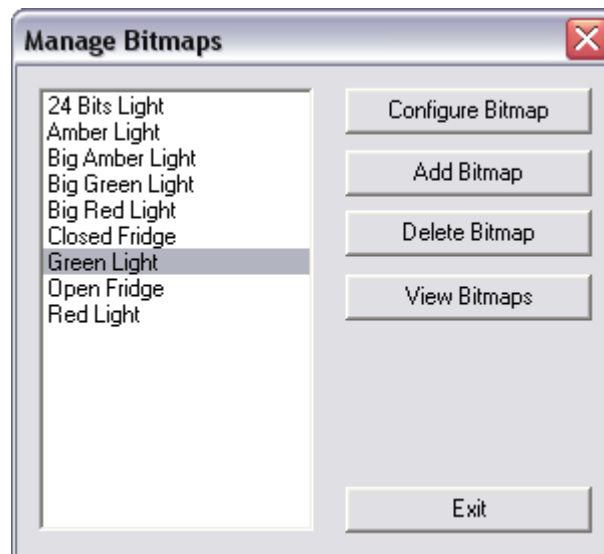 Manage Bitmaps
24 Bits Light
Amber Light
Big Amber Light
Big Green Light
Big Red Light
Closed Fridge
Green Light
Open Fridge
Red Light
Configure Bitmap
Add Bitmap
Delete Bitmap
View Bitmaps
Exit